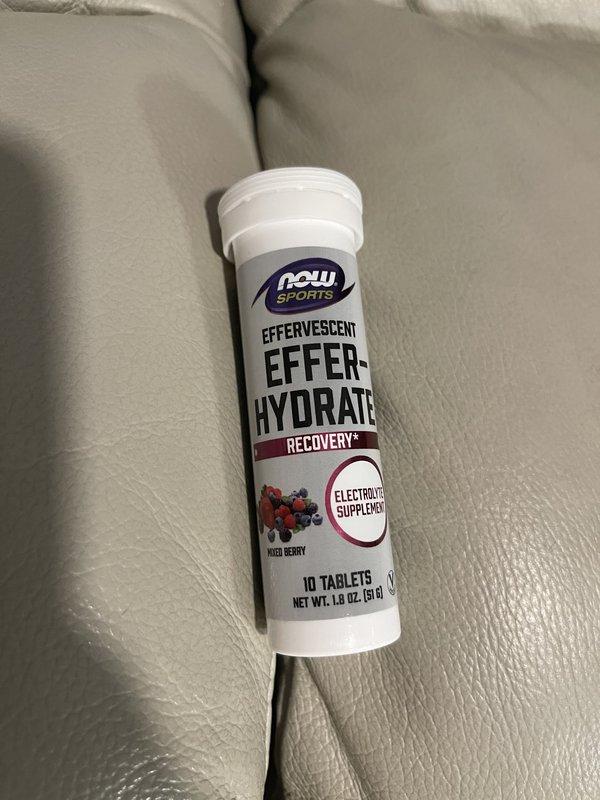 NOW
SPORTS
EFFERVESCENT
EFFER-
HYDRATE
RECOVERY*
ELECTROLYTE
SUPPLEMENT
MIXED BERRY
10 TABLETS
NET WT. 1.8 OZ. (51 G)
V